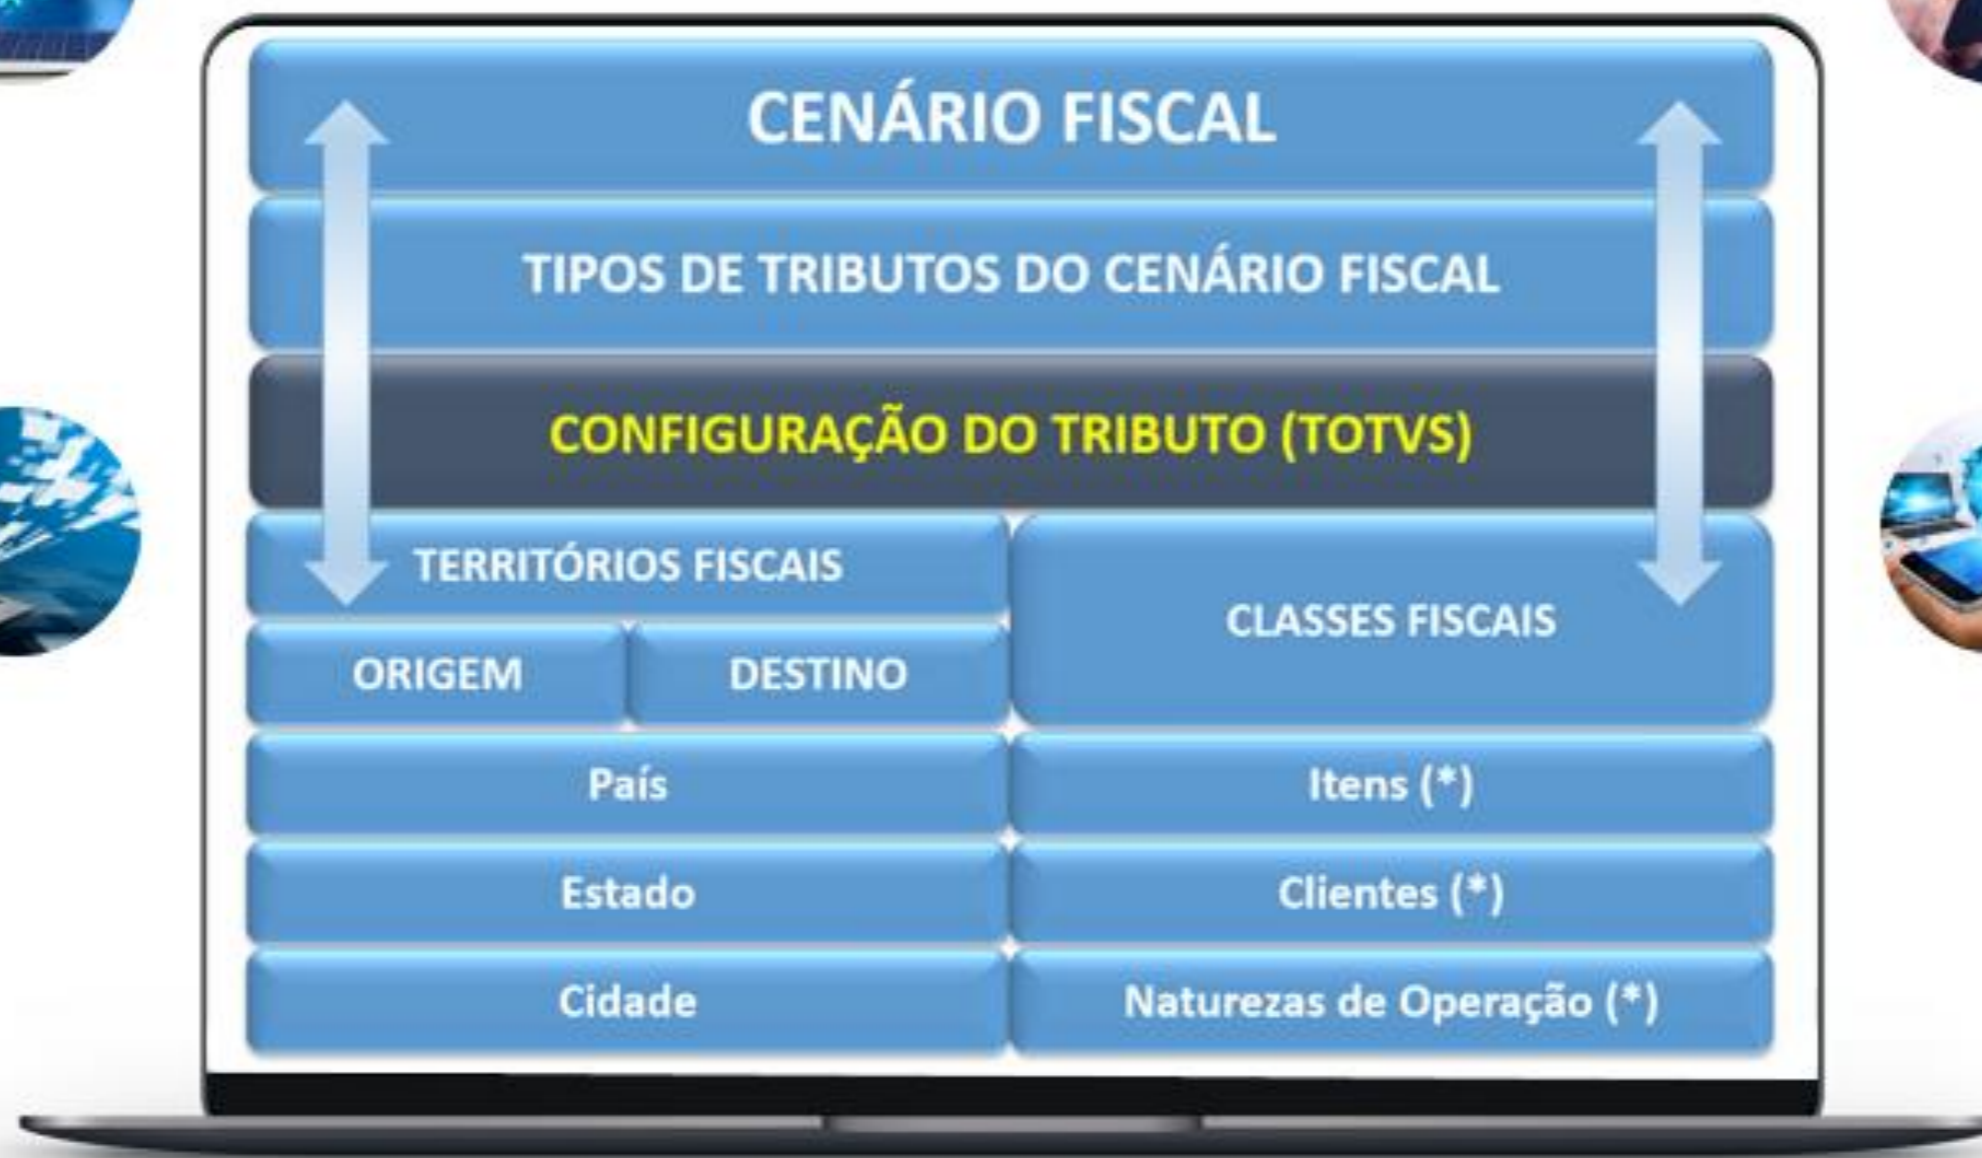 CENÁRIO FISCAL
TIPOS DE TRIBUTOS DO CENÁRIO FISCAL
CONFIGURAÇÃO DO TRIBUTO (TOTVS)
TERRITÓRIOS FISCAIS
CLASSES FISCAIS
ORIGEM
DESTINO
País
Itens (*)
Estado
Clientes (*)
Cidade
Naturezas de Operação (*)